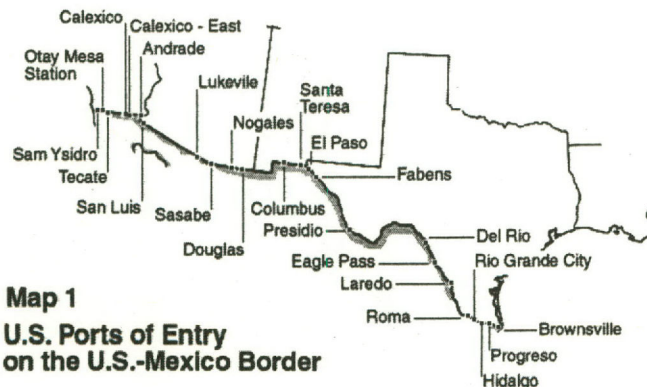 Calexico
Calexico - East
Andrade
Otay Mesa
Station
Lukevile
Santa
Teresa
Nogales
El Paso
Sam Ysidro
Fabens
Tecate
San Luis
Sasabe
Columbus
Presidio
Douglas
Del Rio
Eagle Pass
Rio Grande City
Laredo
Roma
Brownsville
Progreso
Hidalgo
Map 1
U.S. Ports of Entry
on the U.S.-Mexico Border